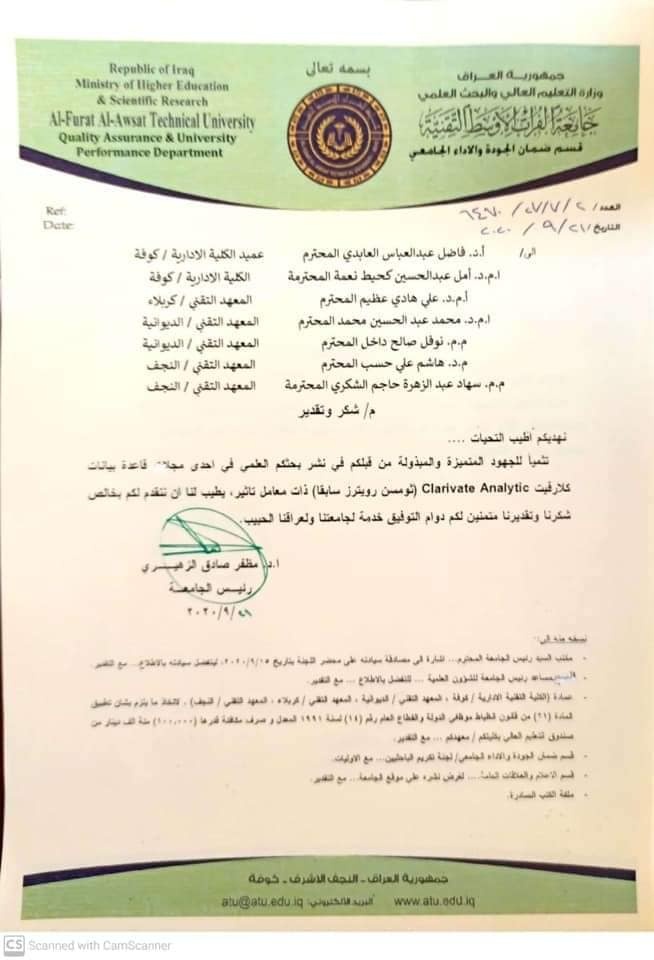 Republic of Iraq
Ministry of Higher Education
& Scientific Research
Al-Furat Al-Awsat Technical University
Quality Assurance & University
Performance Department
بسمه تعالى
جمهورية العراق
وزارة التعليم العالي والبحث العلمي
جامعة الفرات الأوسط التقنية
قسم ضمان الجودة والاداء الجامعي
Ref:
Date:
العدد/
التاريخ/ ٢٠٢٠ / ٩ /
الى/ أ.د. فاضل عبدالعباس العابدي المحترم عميد الكلية الادارية / كوفة
ا.م.د. أمل عبدالحسين كحيط نعمة المحترمة الكلية الادارية / كوفة
أ.م.د. علي هادي عظيم المحترم المعهد التقني / كربلاء
ا.م.د. محمد عبد الحسين محمد المحترم المعهد التقني / الديوانية
م.م. نوفل صالح داخل المحترم المعهد التقني / الديوانية
م.د. هاشم علي حسب المحترم المعهد التقني / النجف
م.م. سهاد عبد الزهرة حاجم الشكري المحترمة المعهد التقني / النجف
م/ شكر وتقدير
نهديكم أطيب التحيات ....
تثميناً للجهود المتميزة والمبذولة من قبلكم في نشر بحثكم العلمي في احدى مجلات قاعدة بيانات
كلارفيت Clarivate Analytic (ثومسن رويترز سابقا) ذات معامل تاثير، يطيب لنا ان نتقدم لكم بخالص
شكرنا وتقديرنا متمنين لكم دوام التوفيق خدمة لجامعتنا ولعراقنا الحبيب.
ا.د. مظفر صادق الزهيري
رئيس الجامعة
٢٠٢٠/٩/
نسخه منه الى:
- مكتب السيد رئيس الجامعة المحترم... اشارة الى مصادقة سيادته على محضر اللجنة بتاريخ ٢٠٢٠/٩/١٥، ليتفضل سيادته بالاطلاع... مع التقدير.
- السيد مساعد رئيس الجامعة للشؤون العلمية ... للتفضل بالاطلاع ... مع التقدير.
- عمادة (الكلية التقنية الادارية / كوفة ، المعهد التقني / الديوانية ، المعهد التقني / كربلاء ، المعهد التقني / النجف) . لاتخاذ ما يلزم بشان تطبيق
المادة (٢١) من قانون انضباط موظفي الدولة والقطاع العام رقم (١٤) لسنة ١٩٩١ المعدل و صرف مكافئة قدرها (١٠٠,٠٠٠) مئة الف دينار من
صندوق التعليم العالي بكليتكم / معهدكم ... مع التقدير.
- قسم ضمان الجودة والاداء الجامعي/ لجنة تكريم الباحثين... مع الاوليات.
- قسم الاعلام والعلاقات العامة.... لغرض نشره على موقع الجامعة... مع التقدير.
- ملفة الكتب الصادرة.
جمهورية العراق - النجف الاشرف - كوفة
www.atu.edu.iq البريد الالكتروني: atu@atu.edu.iq
CS Scanned with CamScanner